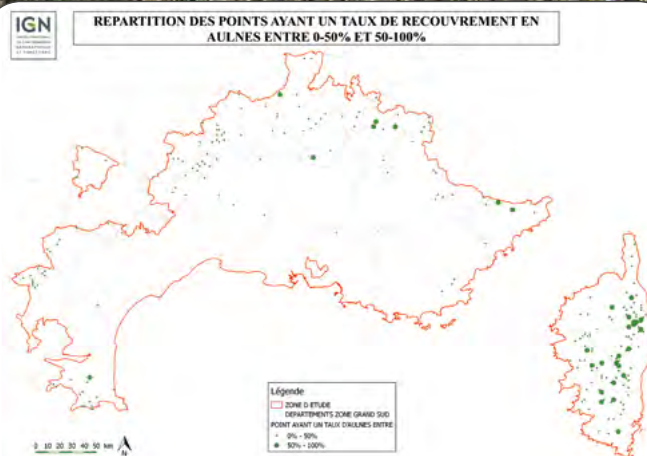 IGN
REPARTITION DES POINTS AYANT UN TAUX DE RECOUVREMENT EN
AULNES ENTRE 0-50% ET 50-100%
Légende
ZONE D ETUDE
DEPARTEMENTS ZONE GRAND SUD
POINT AYANT UN TAUX D'AULNES ENTRE
0% - 50%
50% - 100%
0 10 20 30 40 50 km
N